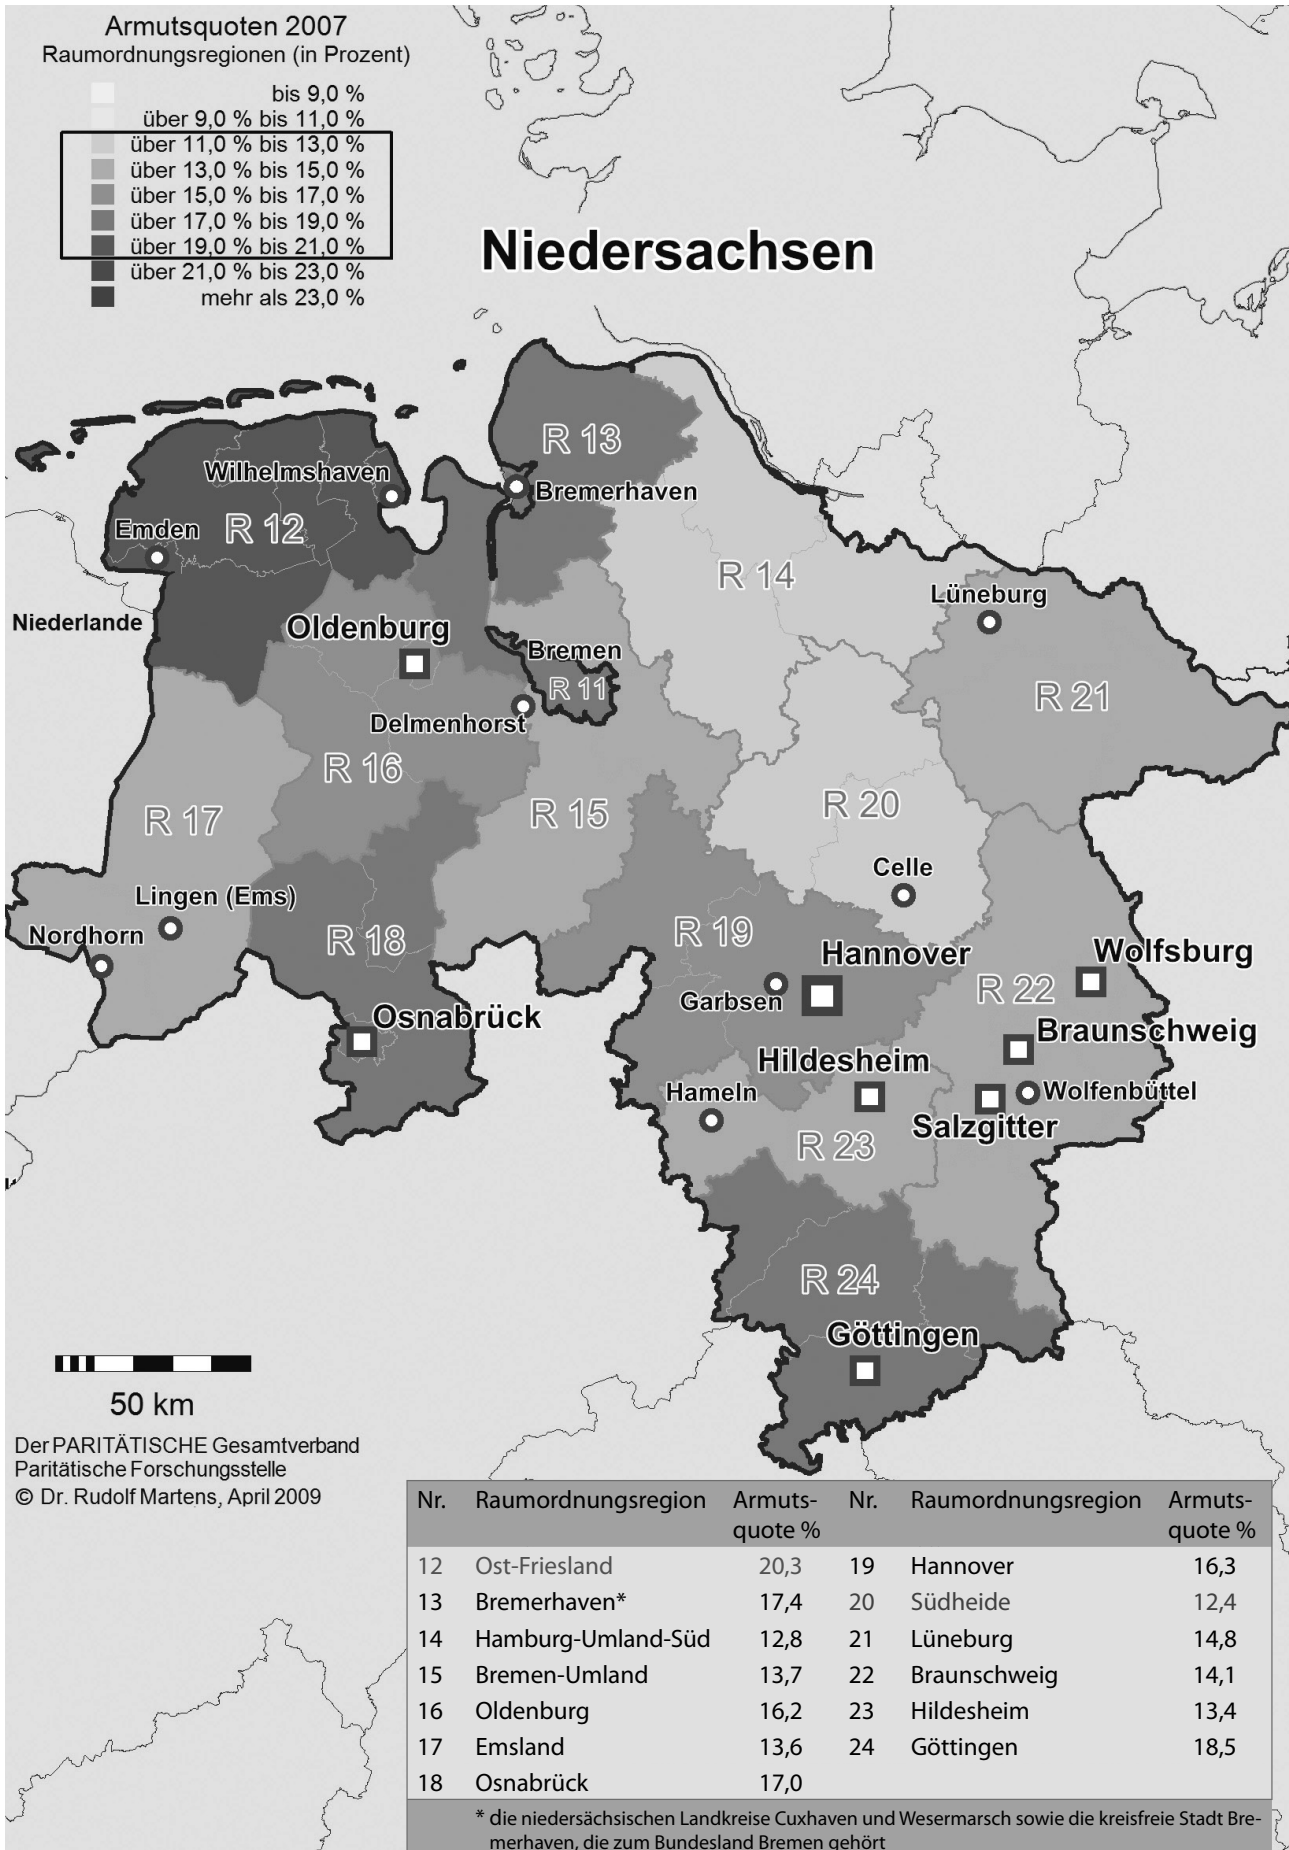 Armutsquoten 2007
Raumordnungsregionen (in Prozent)
bis 9,0 %
über 9,0 % bis 11,0 %
über 11,0 % bis 13,0 %
über 13,0 % bis 15,0 %
über 15,0 % bis 17,0 %
über 17,0 % bis 19,0 %
über 19,0 % bis 21,0 %
über 21,0 % bis 23,0 %
mehr als 23,0 %
Niedersachsen
R 13
Wilhelmshaven
Bremerhaven
Emden
R 12
R 14
Lüneburg
Niederlande
Oldenburg
Bremen
R 11
R 21
Delmenhorst
R 16
R 17
R 15
R 20
Celle
Lingen (Ems)
Nordhorn
R 18
R 19
Hannover
Wolfsburg
Garbsen
R 22
Osnabrück
Braunschweig
Hildesheim
Hameln
Wolfenbüttel
Salzgitter
R 23
R 24
Göttingen
50 km
Der PARITÄTISCHE Gesamtverband
Paritätische Forschungsstelle
© Dr. Rudolf Martens, April 2009
Nr. Raumordnungsregion Armuts- Nr. Raumordnungsregion Armuts-
quote % quote %
12 Ost-Friesland 20,3 19 Hannover 16,3
13 Bremerhaven* 17,4 20 Südheide 12,4
14 Hamburg-Umland-Süd 12,8 21 Lüneburg 14,8
15 Bremen-Umland 13,7 22 Braunschweig 14,1
16 Oldenburg 16,2 23 Hildesheim 13,4
17 Emsland 13,6 24 Göttingen 18,5
18 Osnabrück 17,0
* die niedersächsischen Landkreise Cuxhaven und Wesermarsch sowie die kreisfreie Stadt Bre-
merhaven, die zum Bundesland Bremen gehört